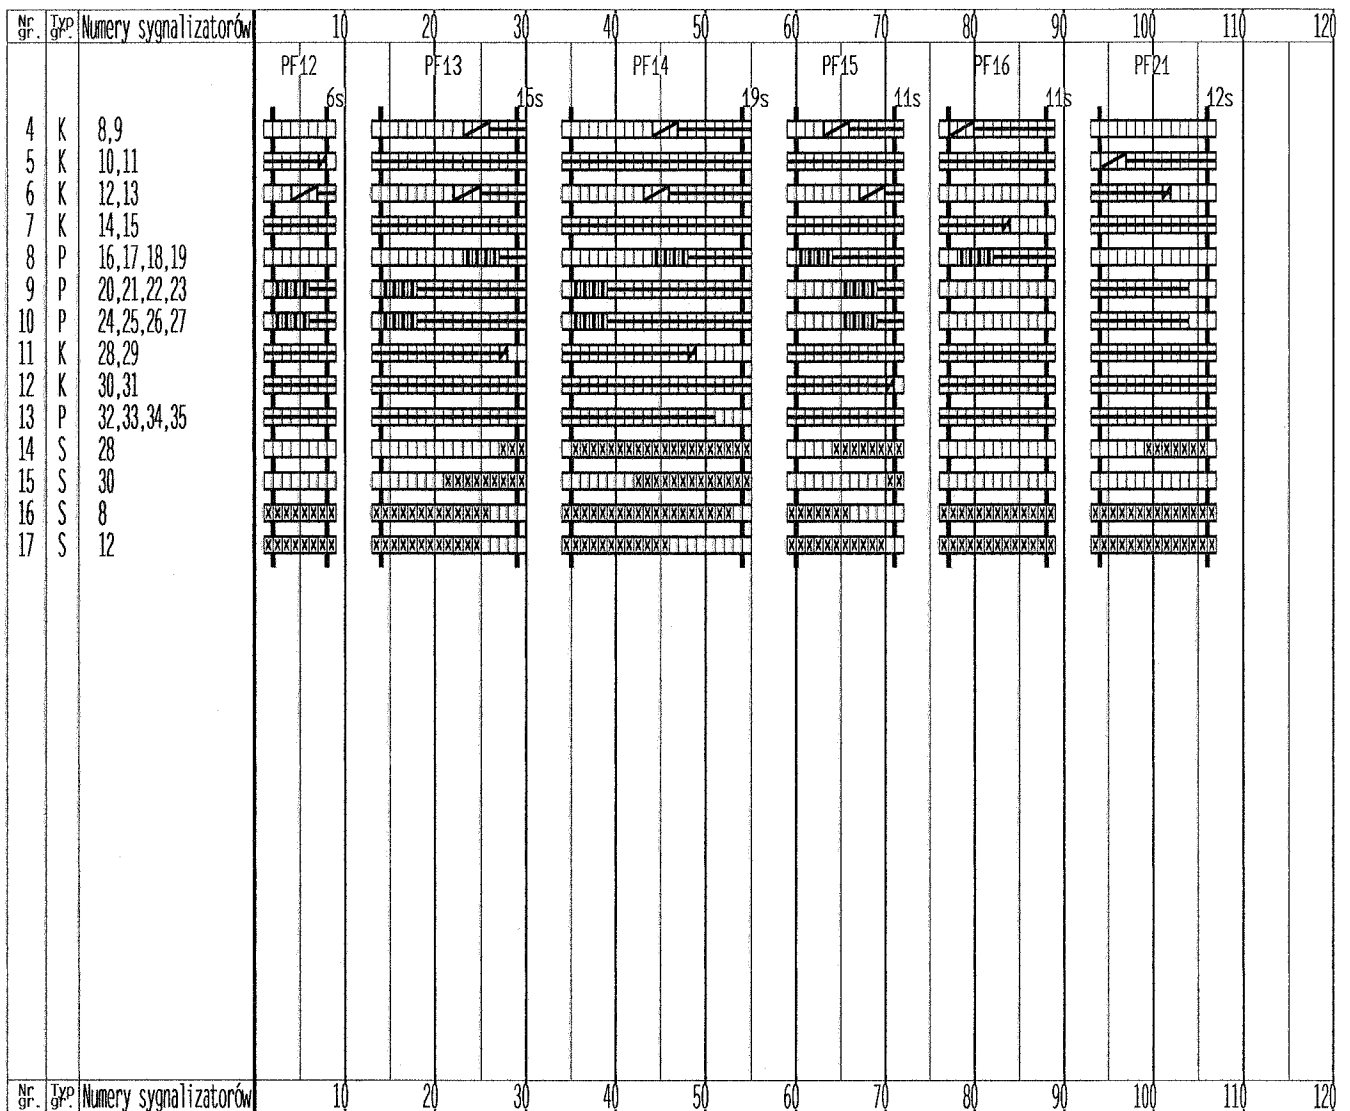 Nr gr. Typ gr. Numery sygnalizatorów 10 20 30 40 50 60 70 80 90 100 110 120
PF12 PF13 PF14 PF15 PF16 PF21
6s 15s 19s 11s 11s 12s
4 K 8,9
5 K 10,11
6 K 12,13
7 K 14,15
8 P 16,17,18,19
9 P 20,21,22,23
10 P 24,25,26,27
11 K 28,29
12 K 30,31
13 P 32,33,34,35
14 S 28
15 S 30
16 S 8
17 S 12
Nr gr. Typ gr. Numery sygnalizatorów 10 20 30 40 50 60 70 80 90 100 110 120